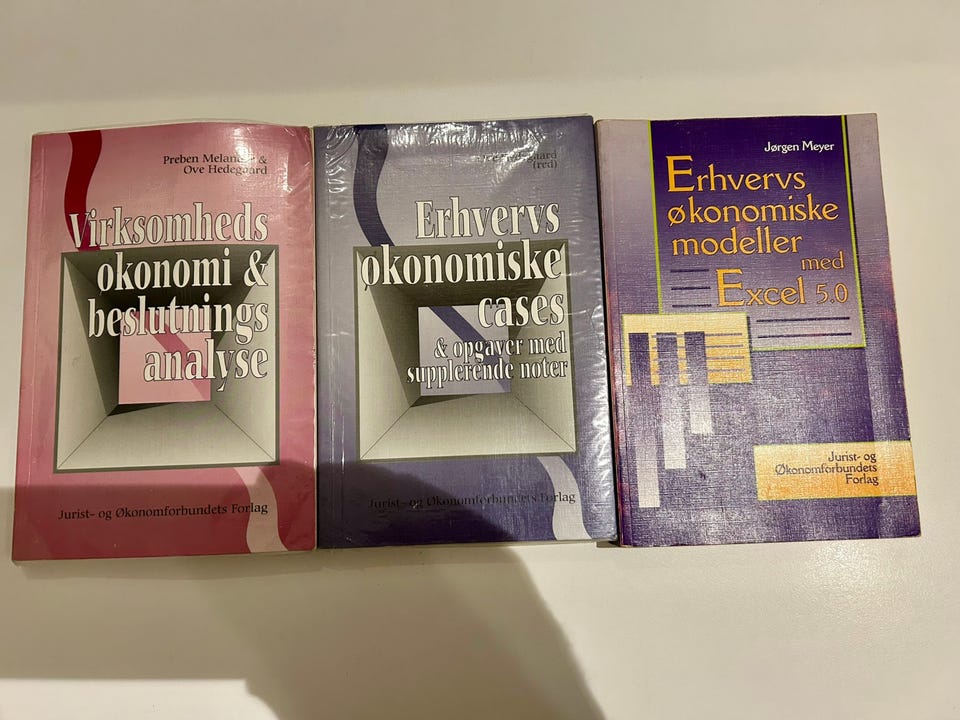 Preben Melander &
Ove Hedegaard
Virksomheds
økonomi &
beslutnings
analyse
Jurist- og Økonomforbundets Forlag
(red)
Erhvervs
økonomiske
cases
& opgaver med
supplerende noter
Jurist- og Økonomforbundets Forlag
Jørgen Meyer
Erhvervs
økonomiske
modeller
med
Excel 5.0
Jurist- og
Økonomforbundets
Forlag